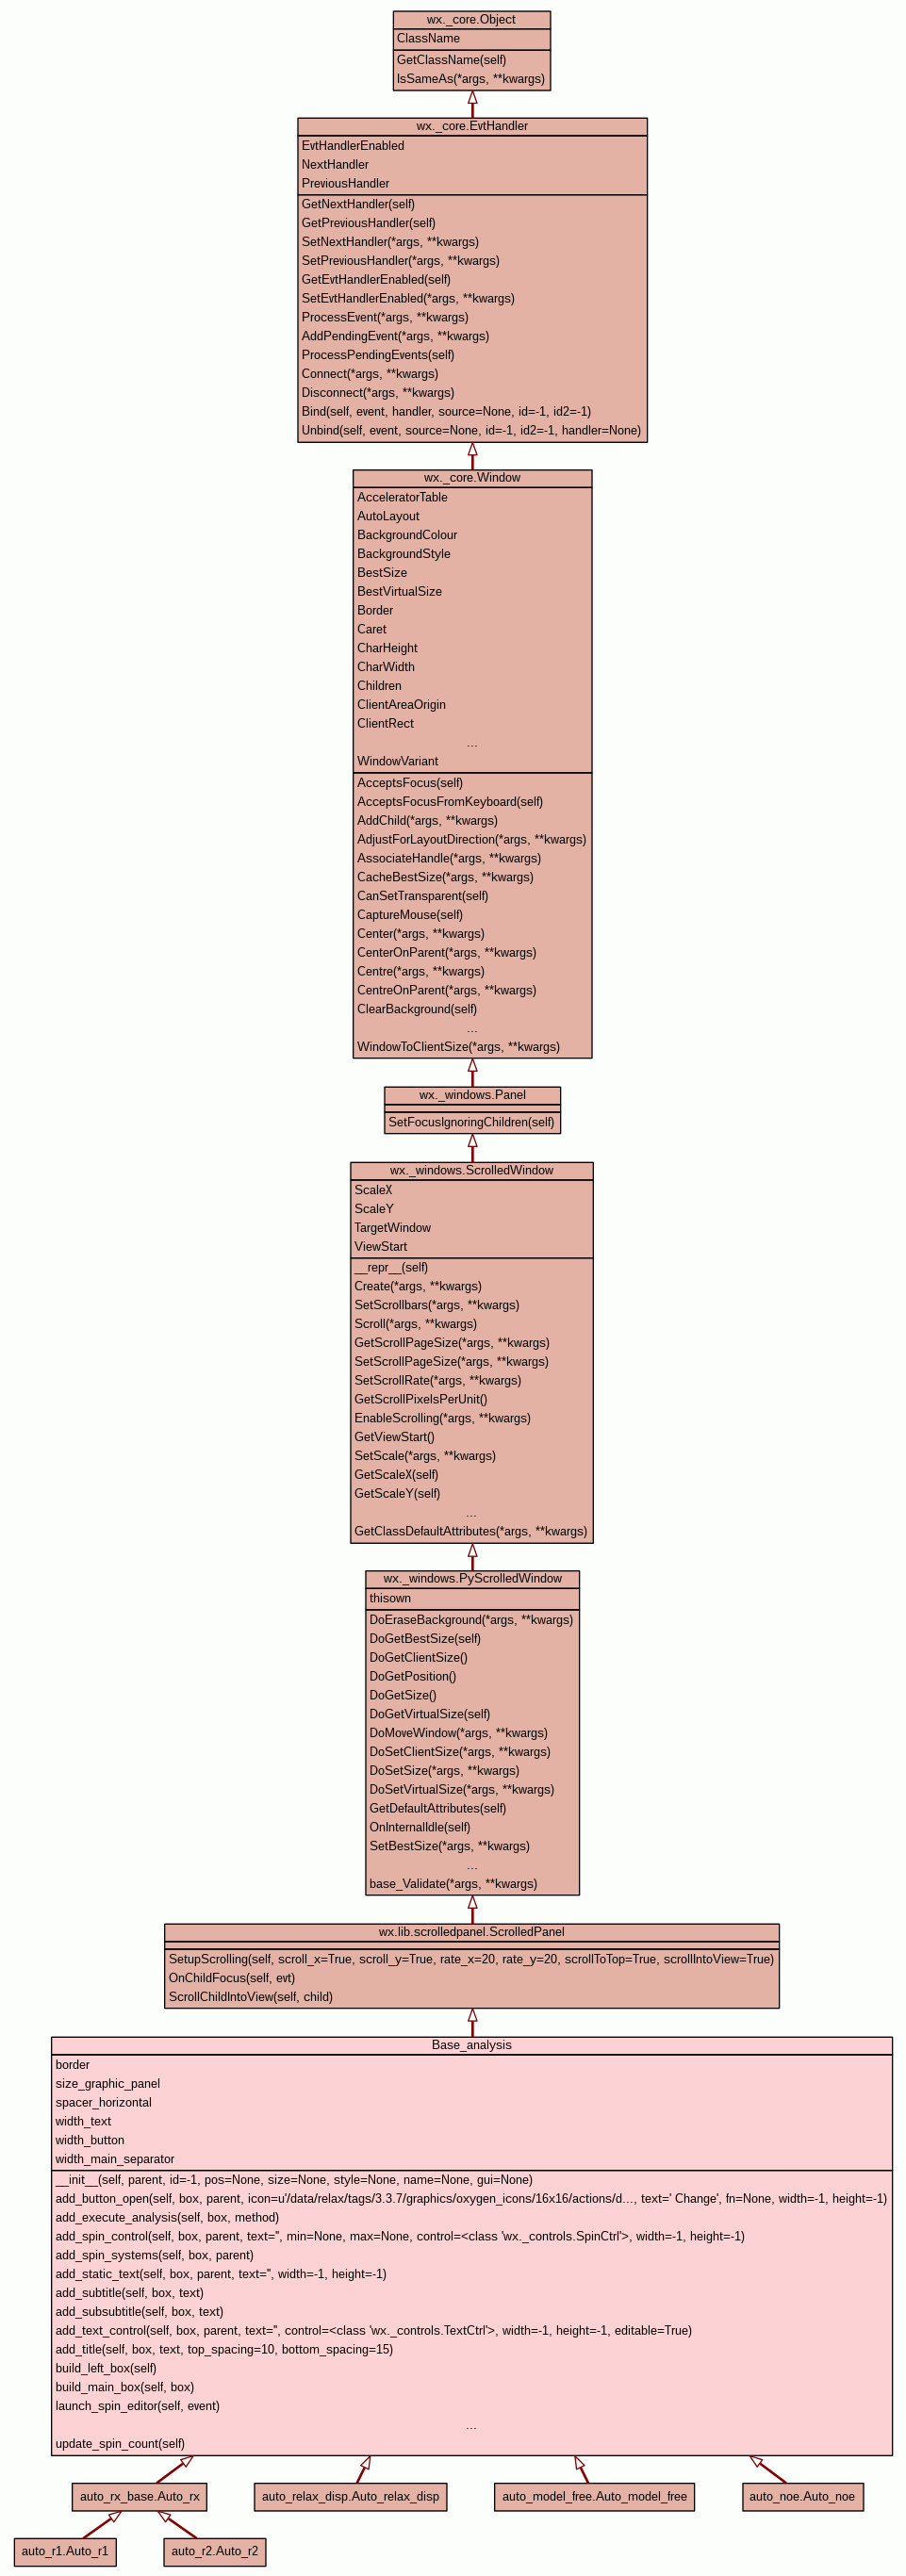 wx._core.Object
ClassName
GetClassName(self)
IsSameAs(*args, **kwargs)
wx._core.EvtHandler
EvtHandlerEnabled
NextHandler
PreviousHandler
GetNextHandler(self)
GetPreviousHandler(self)
SetNextHandler(*args, **kwargs)
SetPreviousHandler(*args, **kwargs)
GetEvtHandlerEnabled(self)
SetEvtHandlerEnabled(*args, **kwargs)
ProcessEvent(*args, **kwargs)
AddPendingEvent(*args, **kwargs)
ProcessPendingEvents(self)
Connect(*args, **kwargs)
Disconnect(*args, **kwargs)
Bind(self, event, handler, source=None, id=-1, id2=-1)
Unbind(self, event, source=None, id=-1, id2=-1, handler=None)
wx._core.Window
AcceleratorTable
AutoLayout
BackgroundColour
BackgroundStyle
BestSize
BestVirtualSize
Border
Caret
CharHeight
CharWidth
Children
ClientAreaOrigin
ClientRect
...
WindowVariant
AcceptsFocus(self)
AcceptsFocusFromKeyboard(self)
AddChild(*args, **kwargs)
AdjustForLayoutDirection(*args, **kwargs)
AssociateHandle(*args, **kwargs)
CacheBestSize(*args, **kwargs)
CanSetTransparent(self)
CaptureMouse(self)
Center(*args, **kwargs)
CenterOnParent(*args, **kwargs)
Centre(*args, **kwargs)
CentreOnParent(*args, **kwargs)
ClearBackground(self)
...
WindowToClientSize(*args, **kwargs)
wx._windows.Panel
SetFocusIgnoringChildren(self)
wx._windows.ScrolledWindow
ScaleX
ScaleY
TargetWindow
ViewStart
__repr__(self)
Create(*args, **kwargs)
SetScrollbars(*args, **kwargs)
Scroll(*args, **kwargs)
GetScrollPageSize(*args, **kwargs)
SetScrollPageSize(*args, **kwargs)
SetScrollRate(*args, **kwargs)
GetScrollPixelsPerUnit()
EnableScrolling(*args, **kwargs)
GetViewStart()
SetScale(*args, **kwargs)
GetScaleX(self)
GetScaleY(self)
...
GetClassDefaultAttributes(*args, **kwargs)
wx._windows.PyScrolledWindow
thisown
DoEraseBackground(*args, **kwargs)
DoGetBestSize(self)
DoGetClientSize()
DoGetPosition()
DoGetSize()
DoGetVirtualSize(self)
DoMoveWindow(*args, **kwargs)
DoSetClientSize(*args, **kwargs)
DoSetSize(*args, **kwargs)
DoSetVirtualSize(*args, **kwargs)
GetDefaultAttributes(self)
OnInternalIdle(self)
SetBestSize(*args, **kwargs)
...
base_Validate(*args, **kwargs)
wx.lib.scrolledpanel.ScrolledPanel
SetupScrolling(self, scroll_x=True, scroll_y=True, rate_x=20, rate_y=20, scrollToTop=True, scrollIntoView=True)
OnChildFocus(self, evt)
ScrollChildIntoView(self, child)
Base_analysis
border
size_graphic_panel
spacer_horizontal
width_text
width_button
width_main_separator
__init__(self, parent, id=-1, pos=None, size=None, style=None, name=None, gui=None)
add_button_open(self, box, parent, icon=u'/data/relax/tags/3.3.7/graphics/oxygen_icons/16x16/actions/d..., text=' Change', fn=None, width=-1, height=-1)
add_execute_analysis(self, box, method)
add_spin_control(self, box, parent, text='', min=None, max=None, control=<class 'wx._controls.SpinCtrl'>, width=-1, height=-1)
add_spin_systems(self, box, parent)
add_static_text(self, box, parent, text='', width=-1, height=-1)
add_subtitle(self, box, text)
add_subsubtitle(self, box, text)
add_text_control(self, box, parent, text='', control=<class 'wx._controls.TextCtrl'>, width=-1, height=-1, editable=True)
add_title(self, box, text, top_spacing=10, bottom_spacing=15)
build_left_box(self)
build_main_box(self, box)
launch_spin_editor(self, event)
...
update_spin_count(self)
auto_rx_base.Auto_rx
auto_relax_disp.Auto_relax_disp
auto_model_free.Auto_model_free
auto_noe.Auto_noe
auto_r1.Auto_r1
auto_r2.Auto_r2